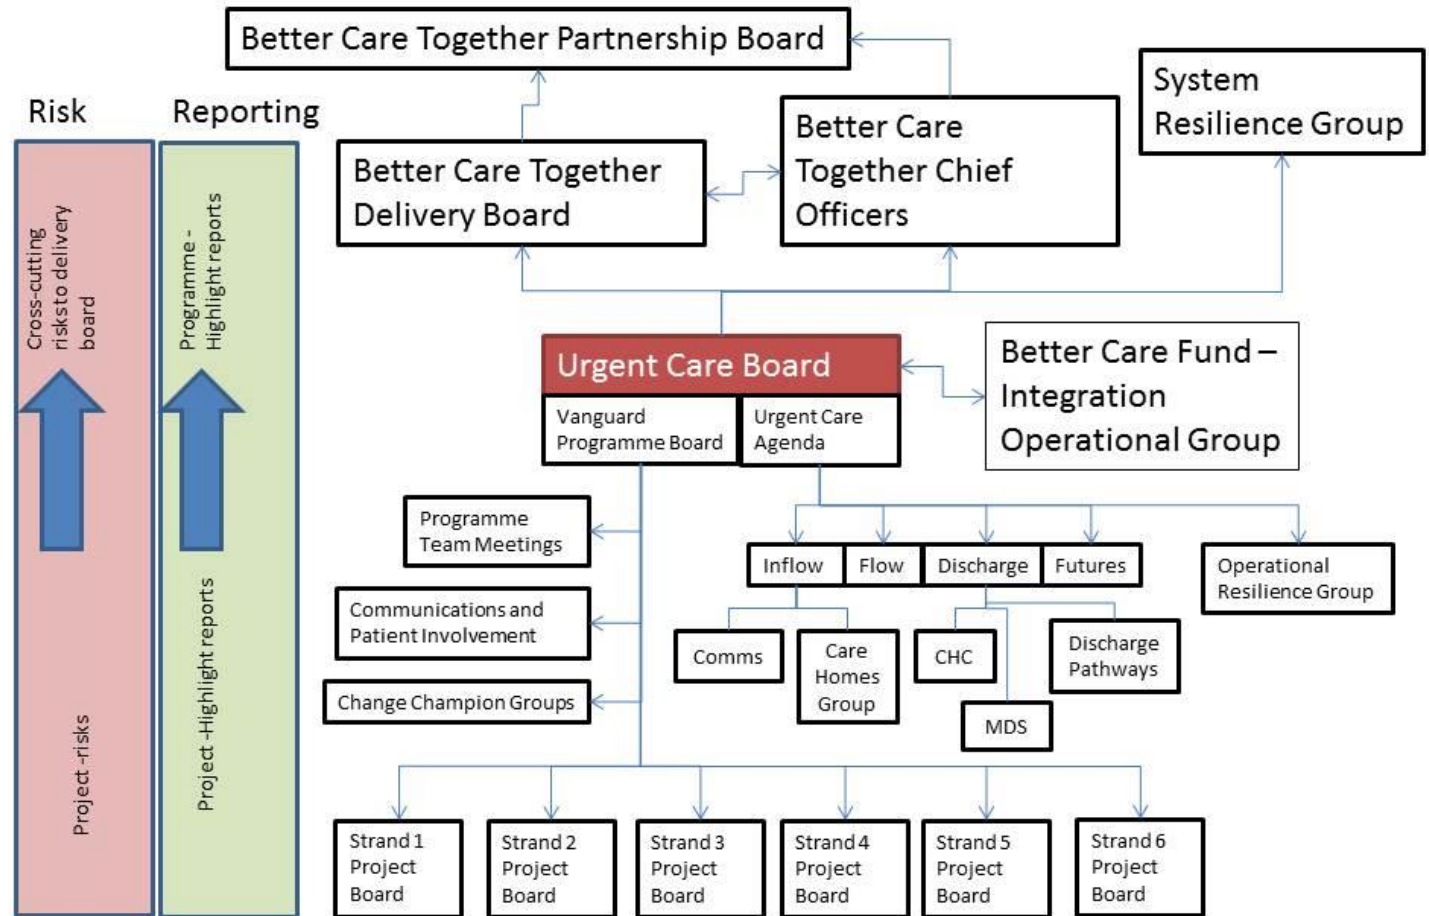 Better Care Together Partnership Board
System
Resilience Group
Risk
Reporting
Better Care
Together Chief
Officers
Better Care Together
Delivery Board
Cross-cutting
risks to delivery
board
Programme -
Highlight reports
Urgent Care Board
Better Care Fund –
Integration
Operational Group
Vanguard
Programme Board
Urgent Care
Agenda
Programme
Team Meetings
Inflow
Flow
Discharge
Futures
Operational
Resilience Group
Communications and
Patient Involvement
Comms
Care
Homes
Group
CHC
Discharge
Pathways
Change Champion Groups
MDS
Project -risks
Project -Highlight reports
Strand 1
Project
Board
Strand 2
Project
Board
Strand 3
Project
Board
Strand 4
Project
Board
Strand 5
Project
Board
Strand 6
Project
Board